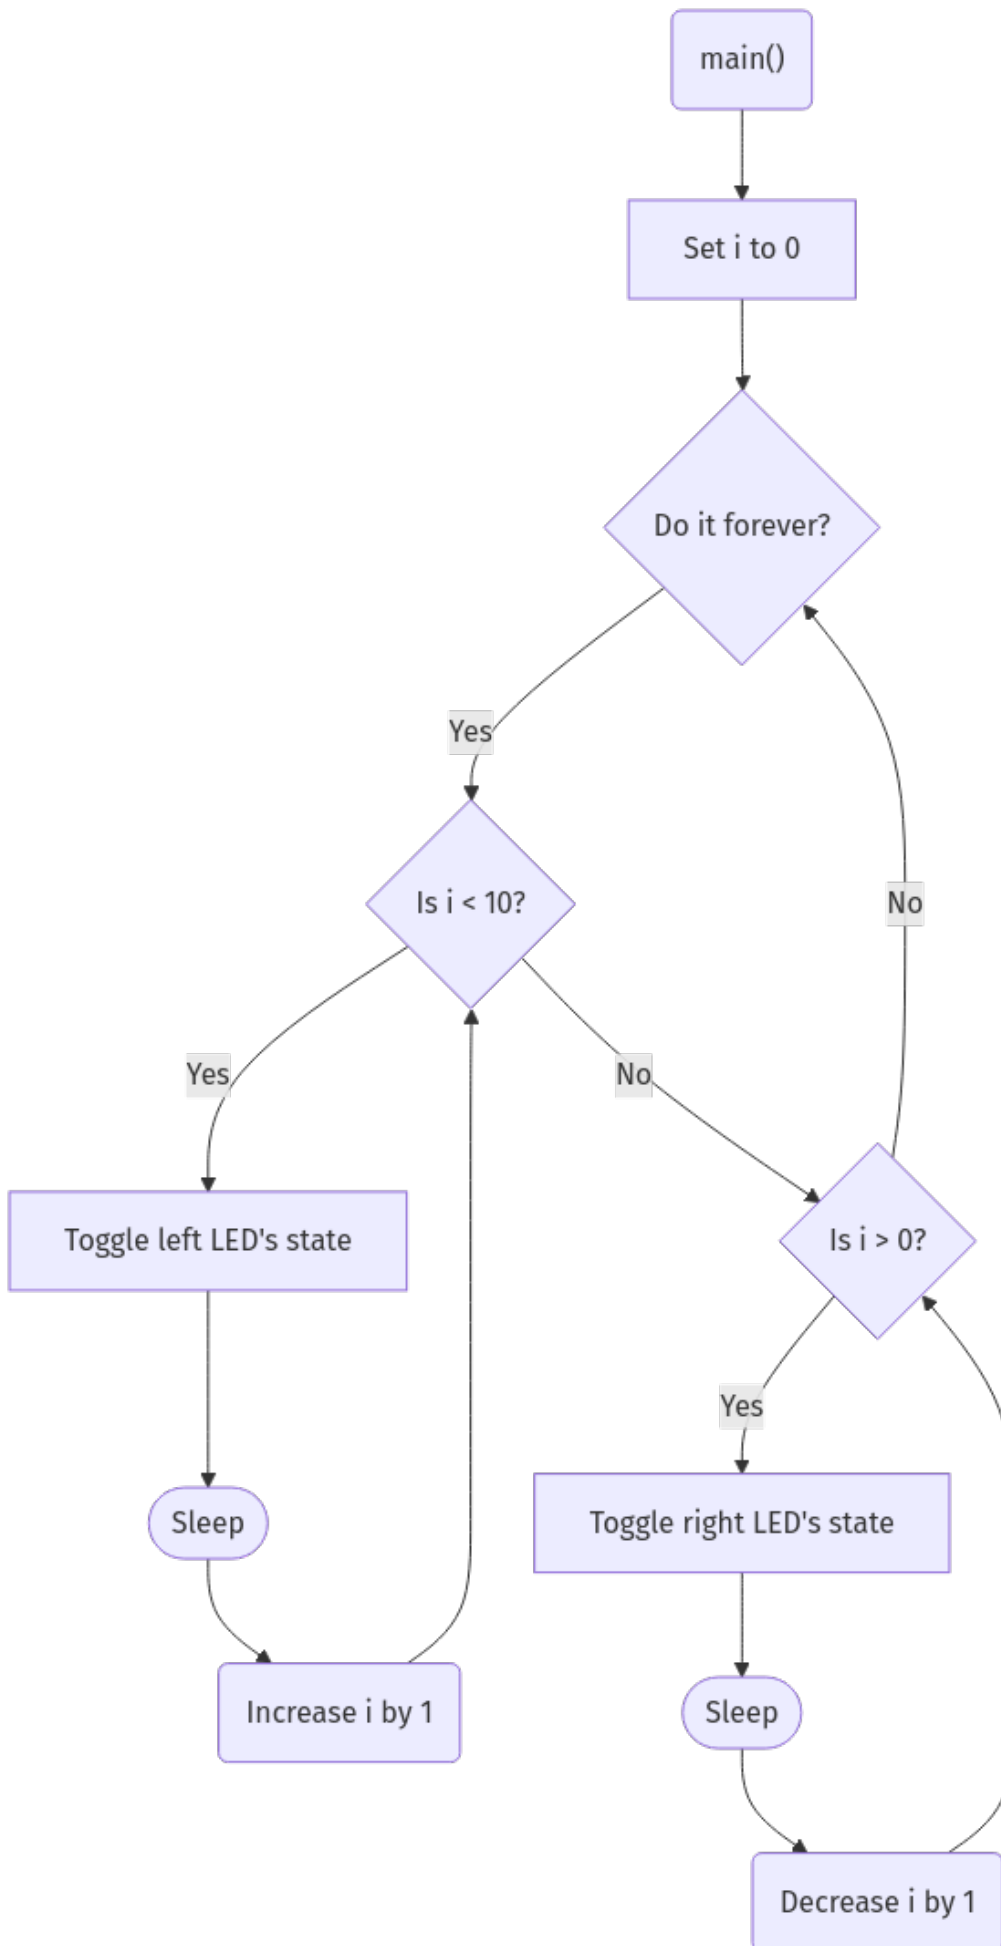 main()
Set i to 0
Do it forever?
Yes
Is i < 10?
No
Yes
No
Toggle left LED's state
Is i > 0?
Yes
Sleep
Toggle right LED's state
Increase i by 1
Sleep
Decrease i by 1